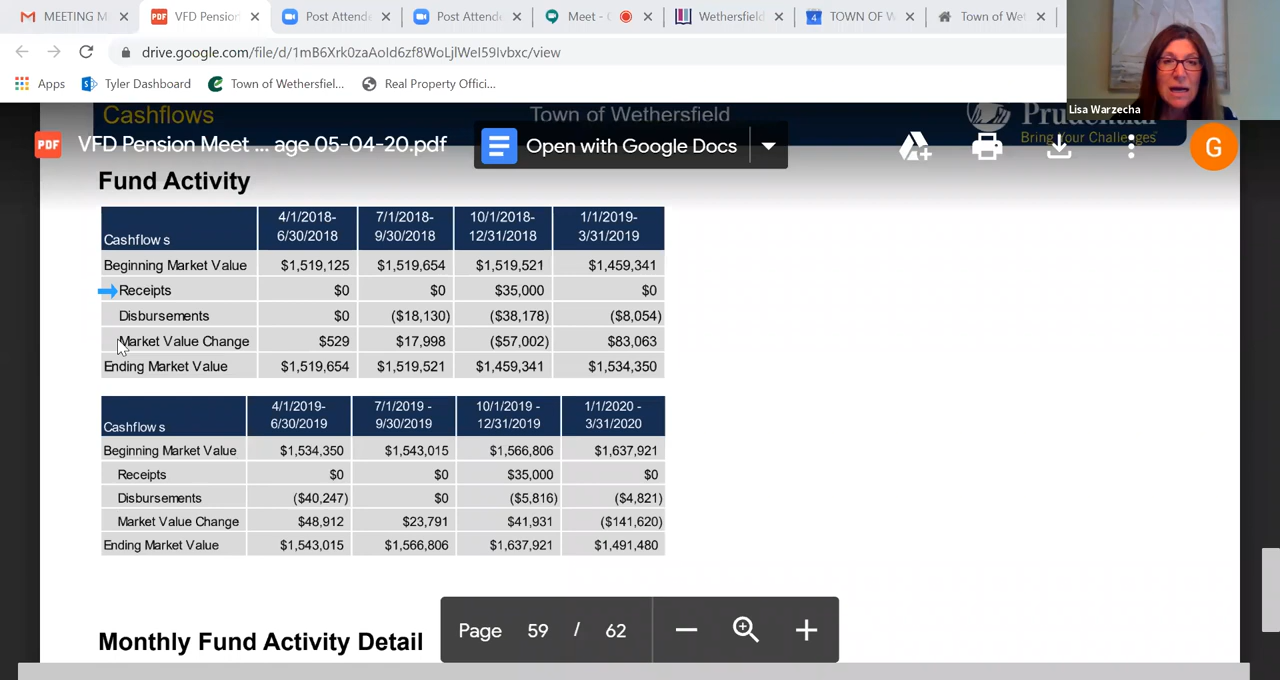 MEETING M
PDF VFD Pension
Post Attende
Post Attende
Meet - 
Wethersfield
4 TOWN OF W
Town of Wet
drive.google.com/file/d/1mB6Xrk0zaAoId6zf8WoLjlWeI59Ivbxc/view
Apps Tyler Dashboard Town of Wethersfiel... Real Property Offici...
Lisa Warzecha
Cashflows Town of Wethersfield Prudential
Bring Your Challenges
PDF VFD Pension Meet ... age 05-04-20.pdf Open with Google Docs G
Fund Activity
Cashflows 4/1/2018-6/30/2018 7/1/2018-9/30/2018 10/1/2018-12/31/2018 1/1/2019-3/31/2019
Beginning Market Value $1,519,125 $1,519,654 $1,519,521 $1,459,341
Receipts $0 $0 $35,000 $0
Disbursements $0 ($18,130) ($38,178) ($8,054)
Market Value Change $529 $17,998 ($57,002) $83,063
Ending Market Value $1,519,654 $1,519,521 $1,459,341 $1,534,350
Cashflows 4/1/2019-6/30/2019 7/1/2019 - 9/30/2019 10/1/2019 - 12/31/2019 1/1/2020 - 3/31/2020
Beginning Market Value $1,534,350 $1,543,015 $1,566,806 $1,637,921
Receipts $0 $0 $35,000 $0
Disbursements ($40,247) $0 ($5,816) ($4,821)
Market Value Change $48,912 $23,791 $41,931 ($141,620)
Ending Market Value $1,543,015 $1,566,806 $1,637,921 $1,491,480
Page 59 / 62
Monthly Fund Activity Detail